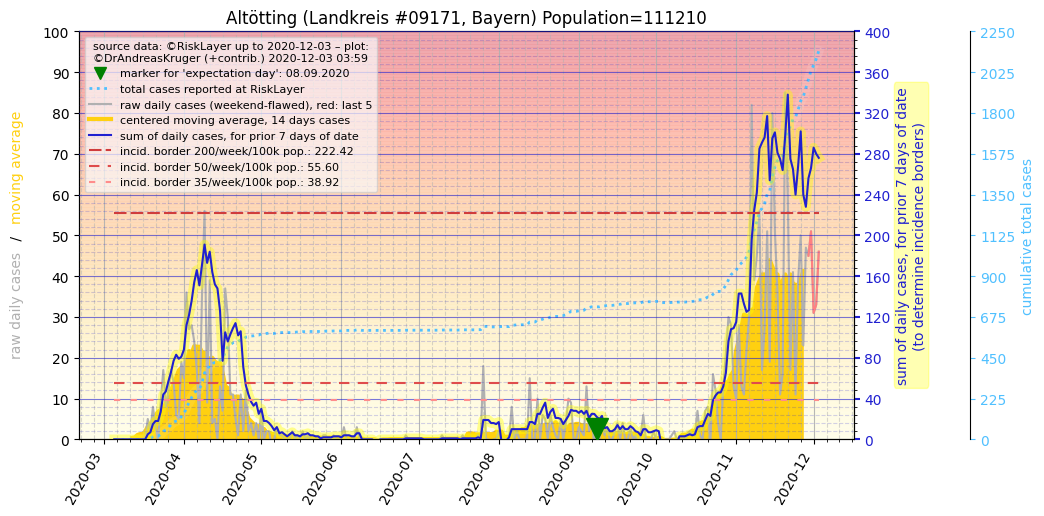 Altötting (Landkreis #09171, Bayern) Population=111210
source data: ©RiskLayer up to 2020-12-03 – plot:
©DrAndreasKruger (+contrib.) 2020-12-03 03:59
marker for 'expectation day': 08.09.2020
total cases reported at RiskLayer
raw daily cases (weekend-flawed), red: last 5
centered moving average, 14 days cases
sum of daily cases, for prior 7 days of date
incid. border 200/week/100k pop.: 222.42
incid. border 50/week/100k pop.: 55.60
incid. border 35/week/100k pop.: 38.92
raw daily cases / moving average
100
90
80
70
60
50
40
30
20
10
0
400
360
320
280
240
200
160
120
80
40
0
sum of daily cases, for prior 7 days of date
(to determine incidence borders)
2250
2025
1800
1575
1350
1125
900
675
450
225
0
cumulative total cases
2020-03
2020-04
2020-05
2020-06
2020-07
2020-08
2020-09
2020-10
2020-11
2020-12